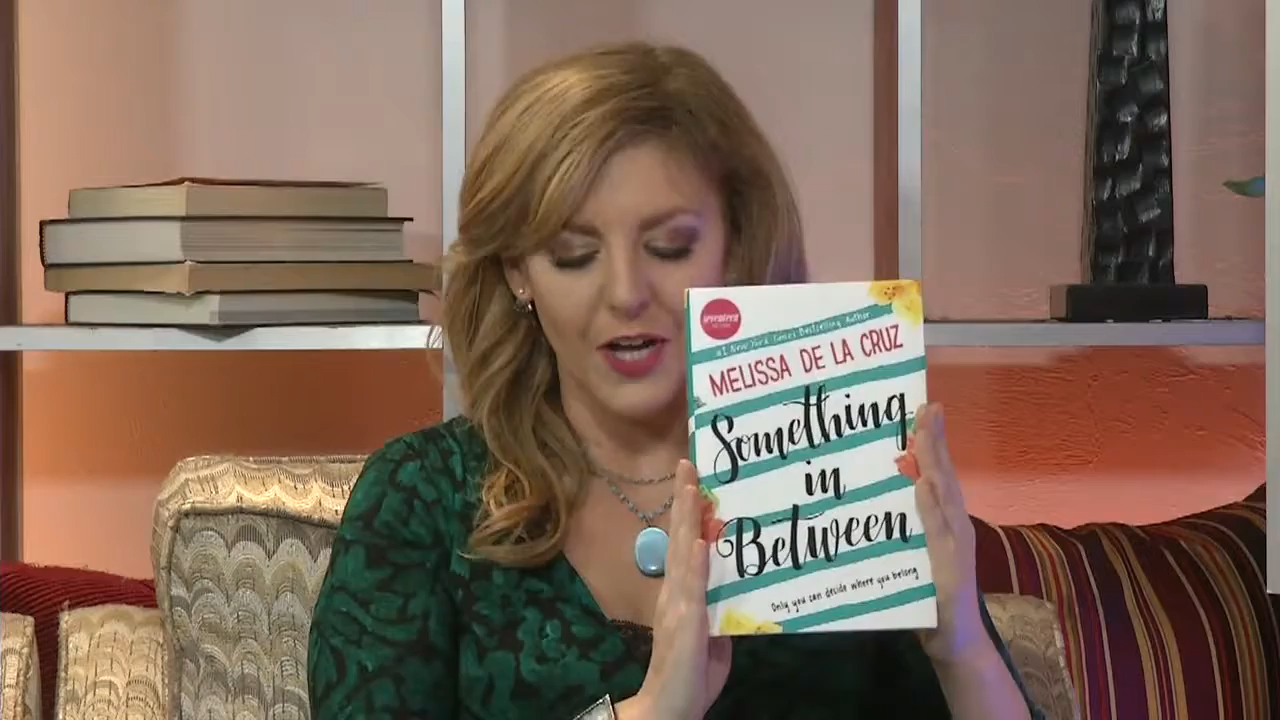 seventeen
#1 New York Times Bestselling Author
MELISSA DE LA CRUZ
Something
in
Between
Only you can decide where you belong